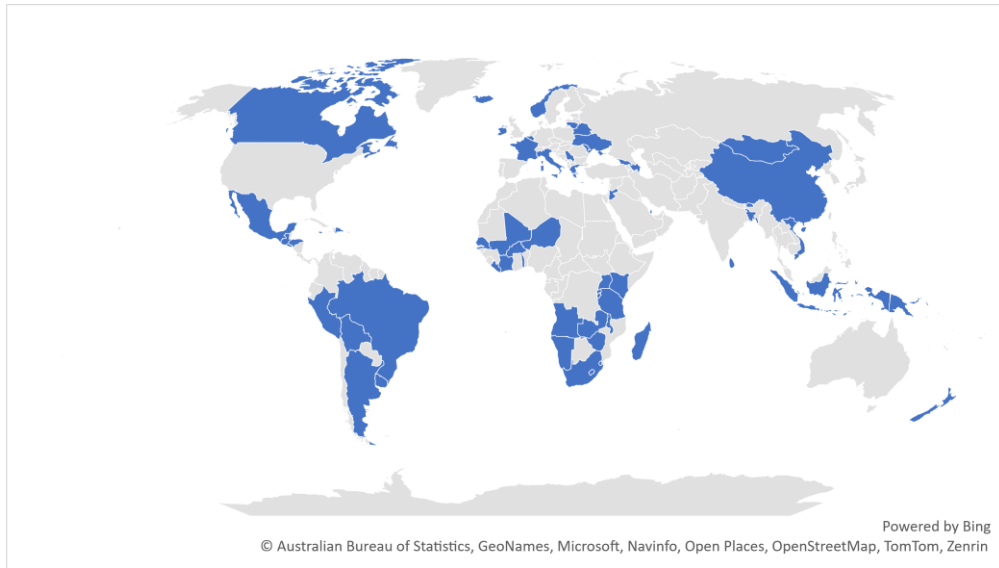 Powered by Bing
© Australian Bureau of Statistics, GeoNames, Microsoft, Navinfo, Open Places, OpenStreetMap, TomTom, Zenrin